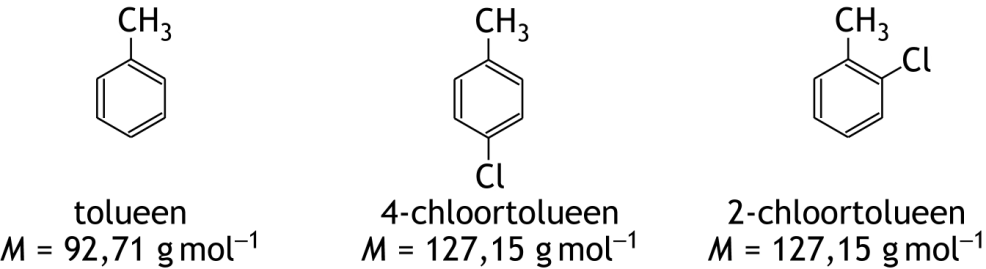 CH₃
CH₃
CH₃
Cl
Cl
tolueen
M = 92,71 g mol⁻¹
4-chloortolueen
M = 127,15 g mol⁻¹
2-chloortolueen
M = 127,15 g mol⁻¹